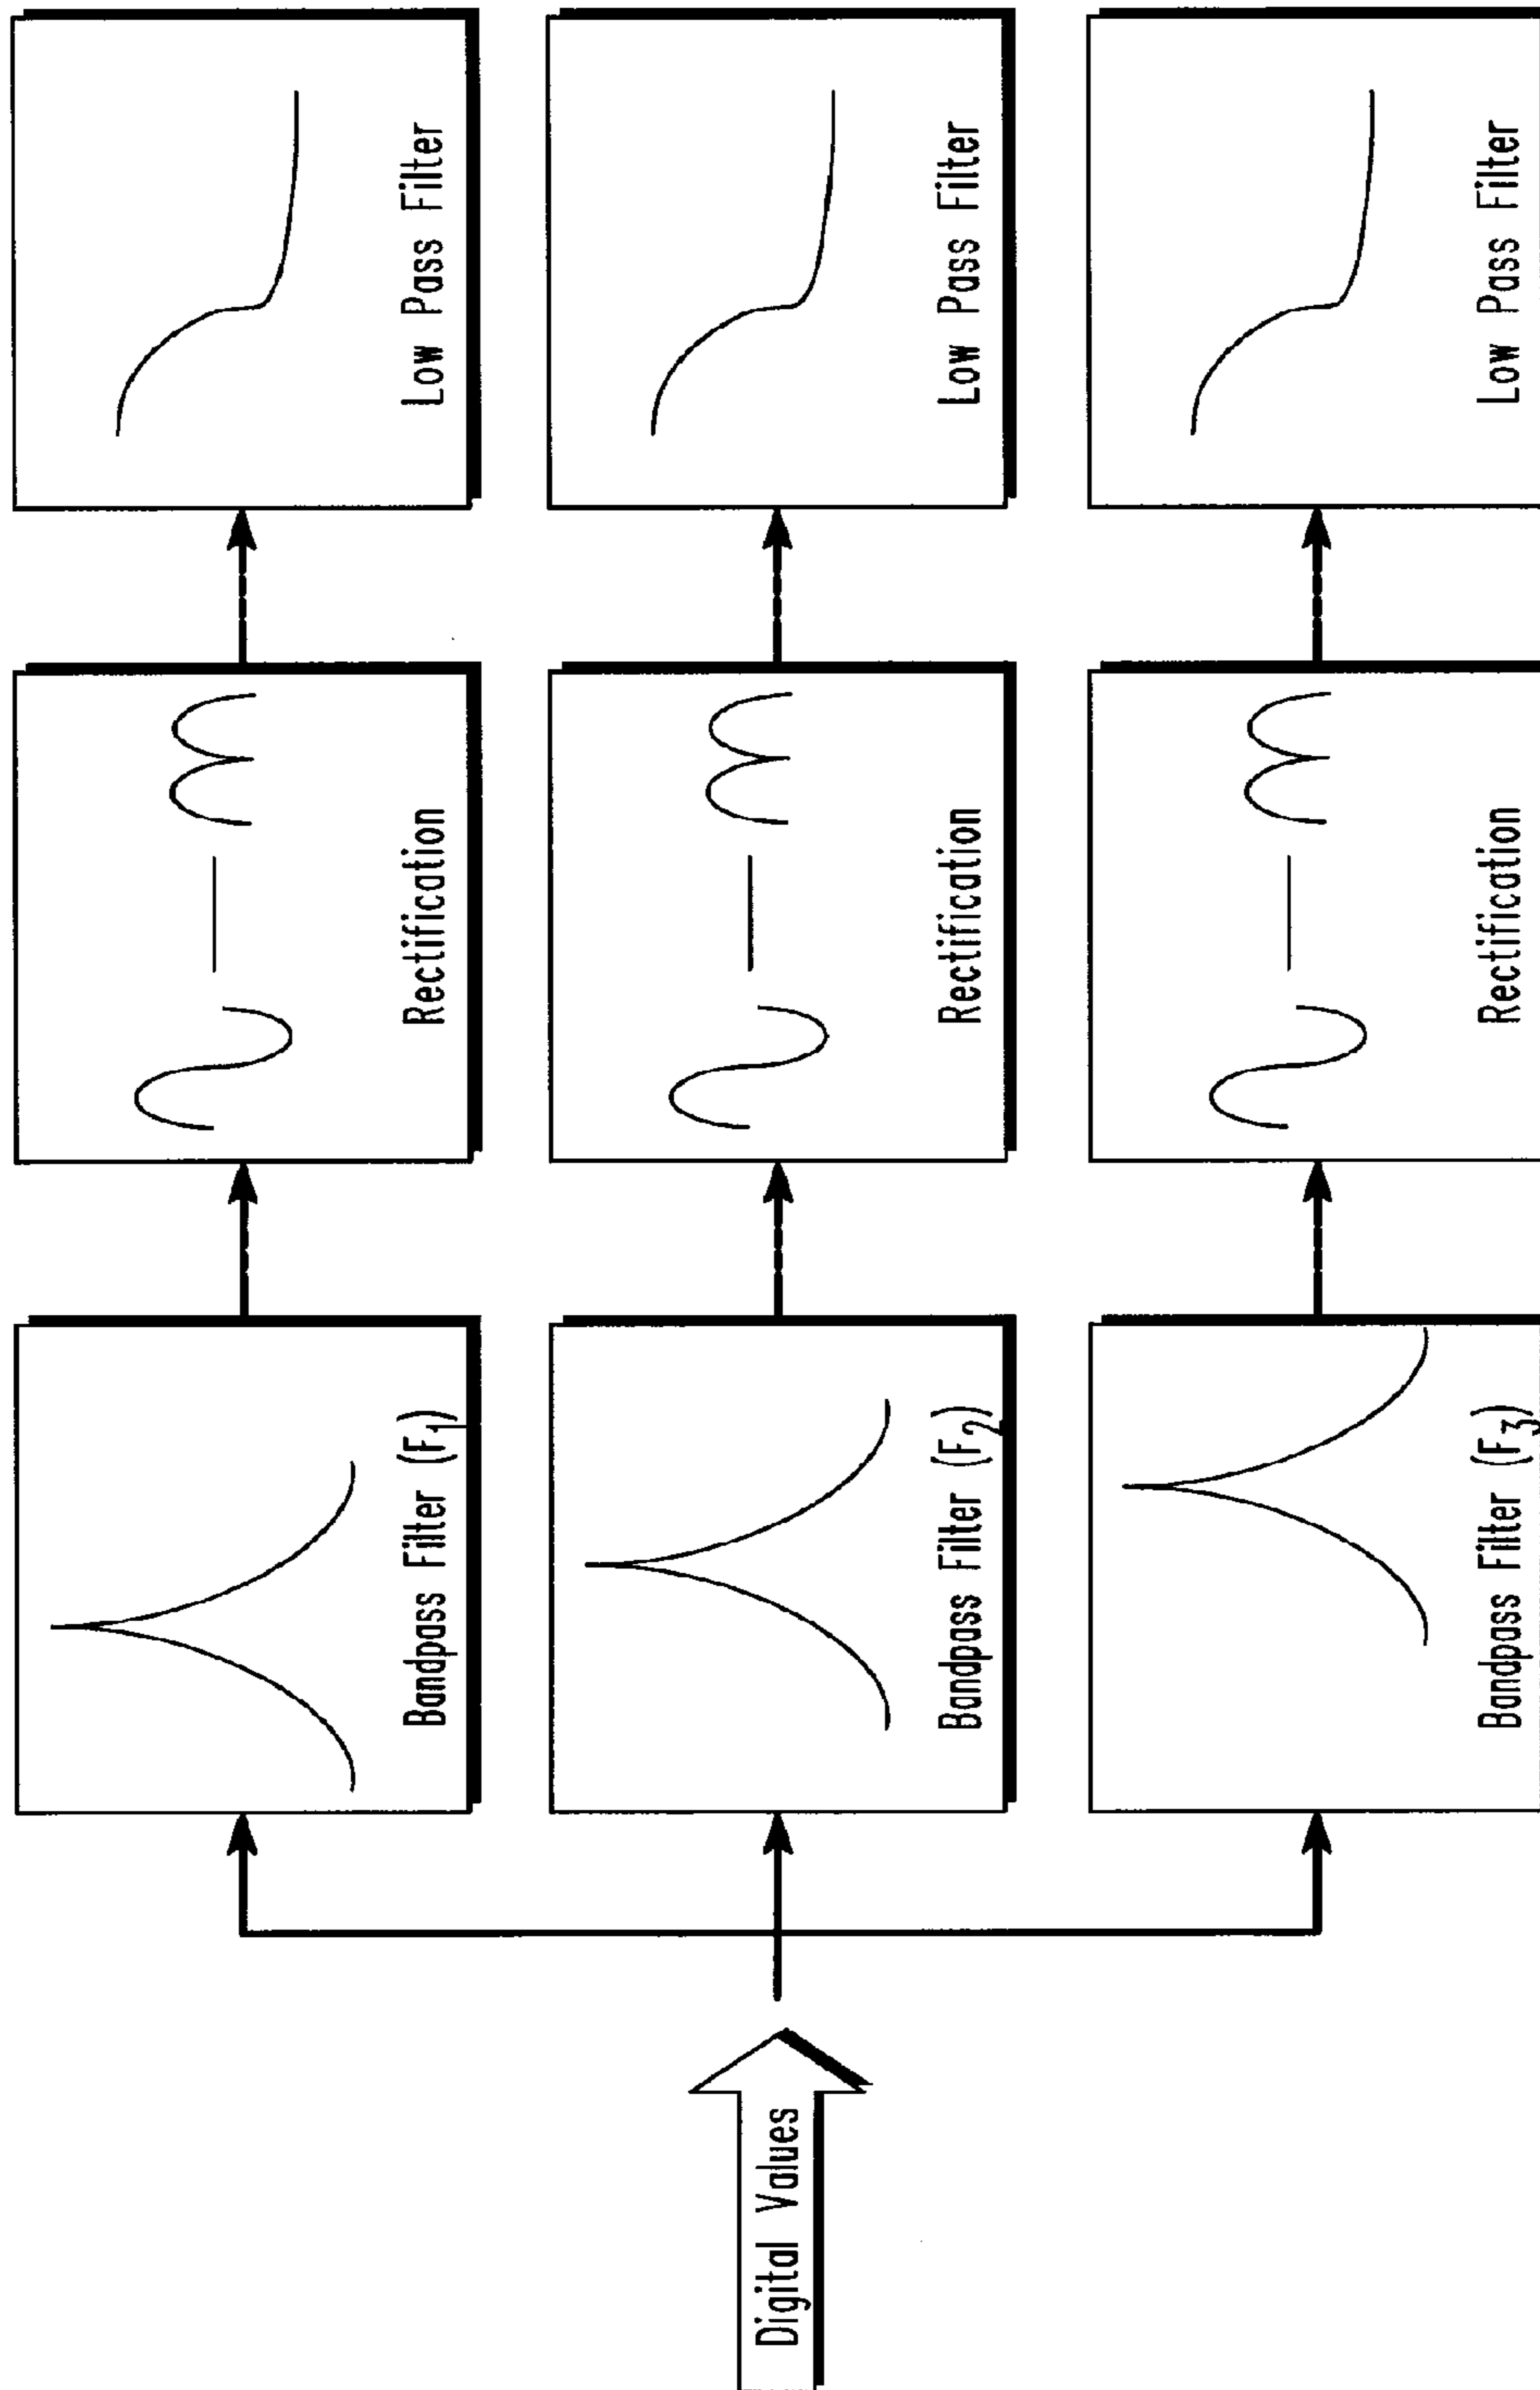 Digital Values
Bandpass Filter (F1)
Rectification
Low Pass Filter
Bandpass Filter (F2)
Rectification
Low Pass Filter
Bandpass Filter (F3)
Rectification
Low Pass Filter